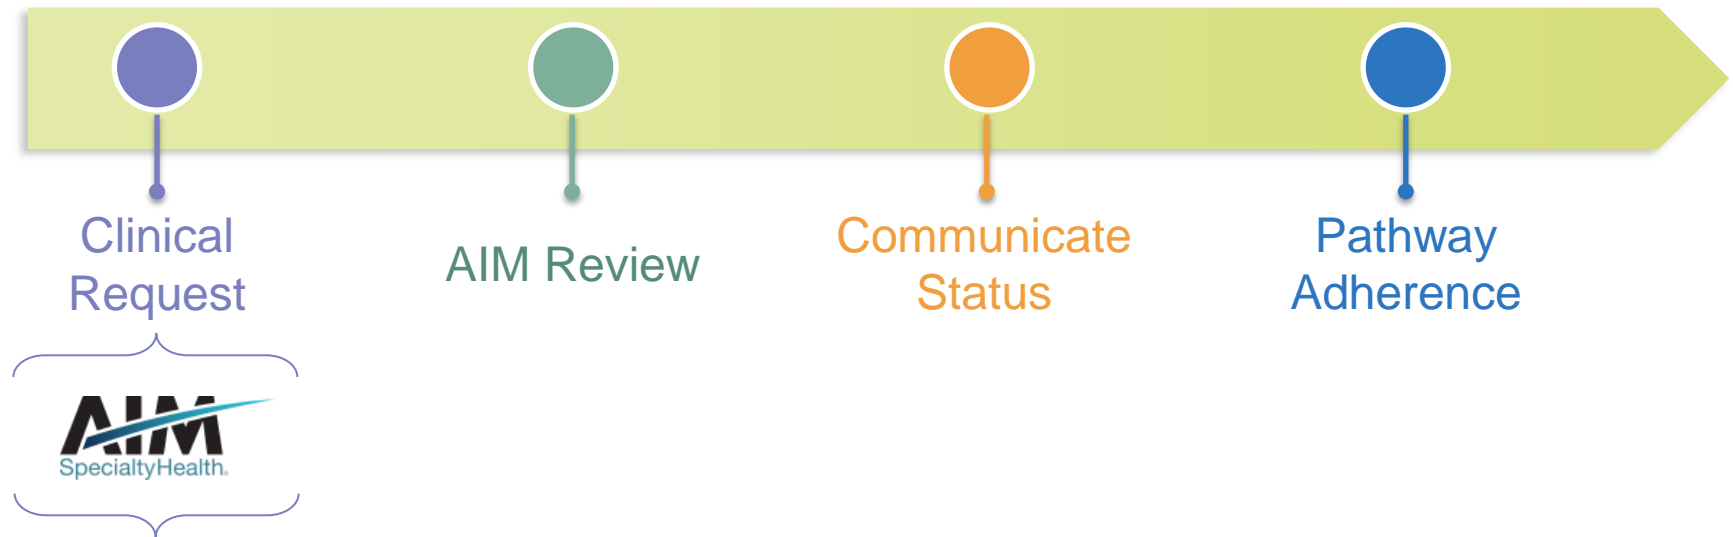 Clinical
Request
AIM Review
Communicate
Status
Pathway
Adherence
AIM
SpecialtyHealth®